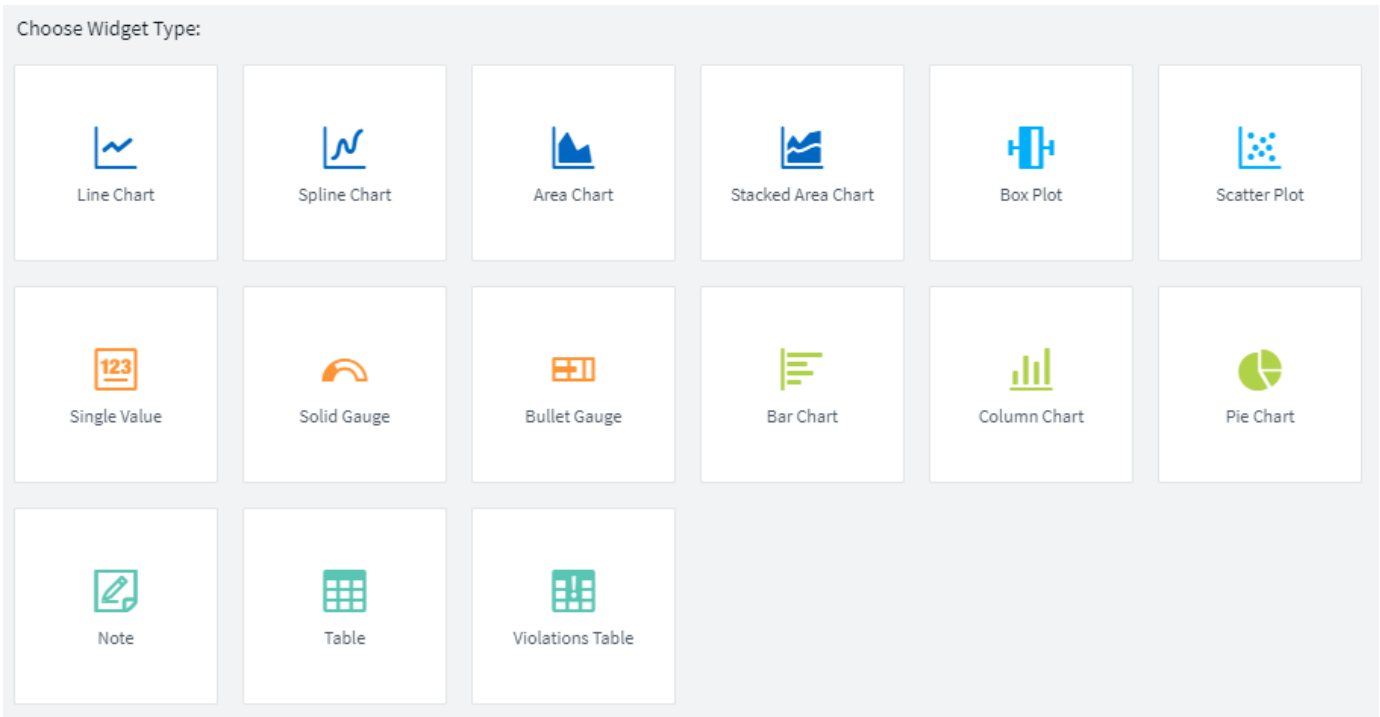 Choose Widget Type:
Line Chart
Spline Chart
Area Chart
Stacked Area Chart
Box Plot
Scatter Plot
123
Single Value
Solid Gauge
Bullet Gauge
Bar Chart
Column Chart
Pie Chart
Note
Table
Violations Table